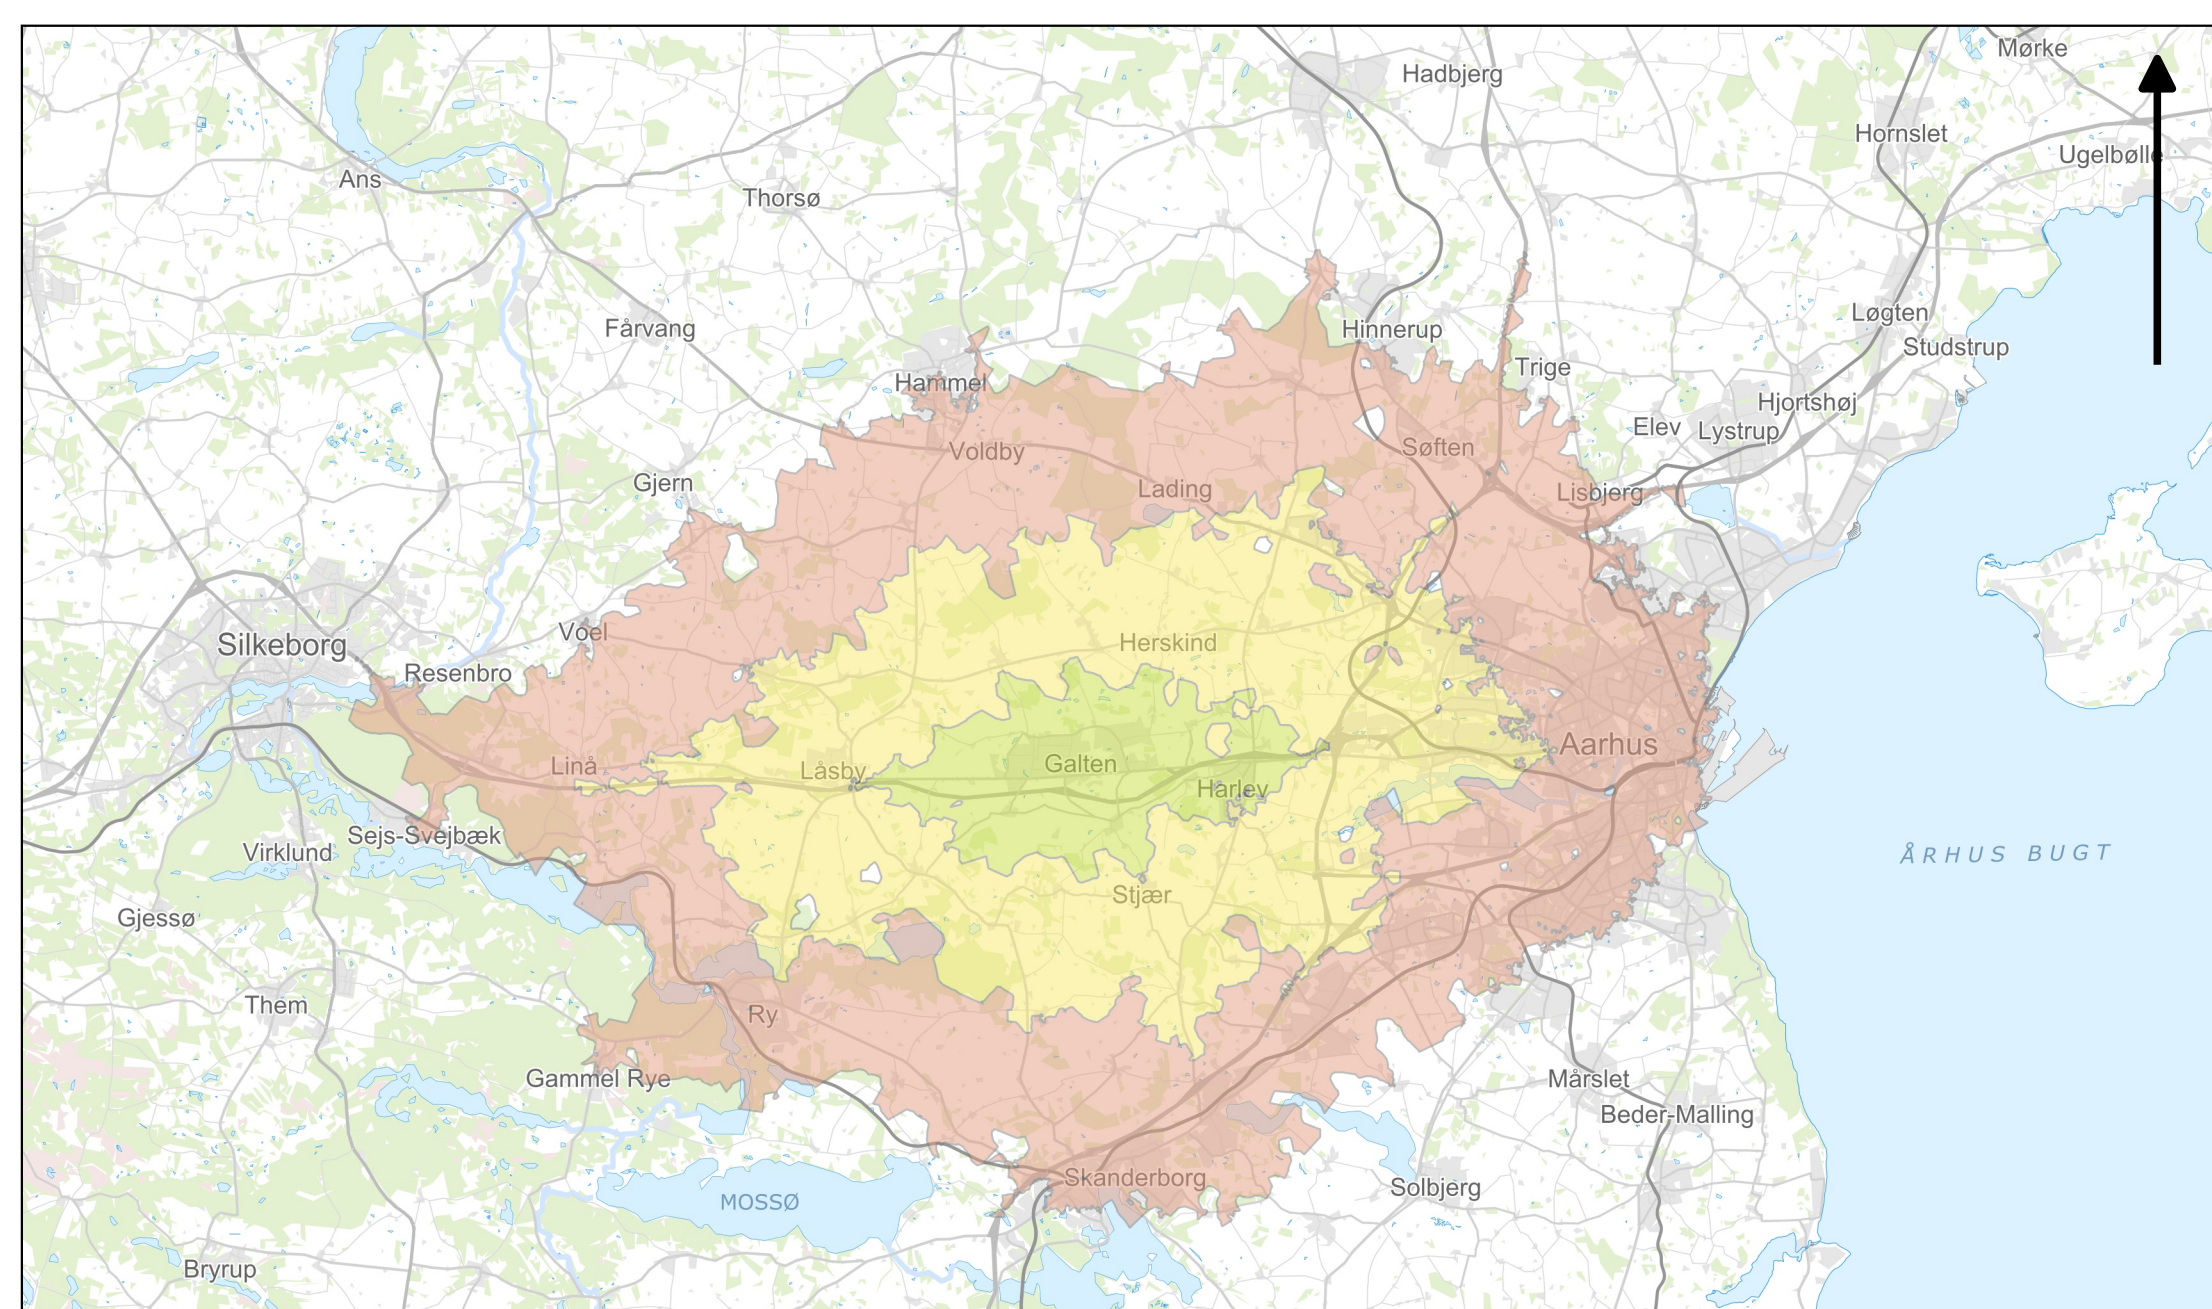 Mørke
Hadbjerg
Hornslet
Ugelbølle
Ans
Thorsø
Løgten
Fårvang
Hinnerup
Studstrup
Trige
Hammel
Hjortshøj
Elev
Lystrup
Søften
Voldby
Gjern
Lading
Lisbjerg
Voel
Silkeborg
Herskind
Resenbro
Aarhus
Linå
Låsby
Galten
Harlev
Sejs-Svejbæk
Virklund
ÅRHUS BUGT
Stjær
Gjessø
Them
Ry
Gammel Rye
Mårslet
Beder-Malling
Skanderborg
Solbjerg
MOSSØ
Bryrup